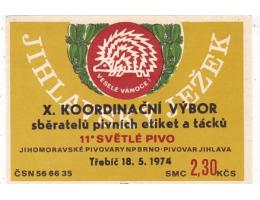 VESELÉ VÁNOCE!
JIHLAVSKÝ JEŽEK
X. KOORDINAČNÍ VÝBOR
sběratelů pivních etiket a tácků
11° SVĚTLÉ PIVO
JIHOMORAVSKÉ PIVOVARY NP BRNO · PIVOVAR JIHLAVA
Třebíč 18. 5. 1974
ČSN 56 66 35
SMC 2,30 KČS